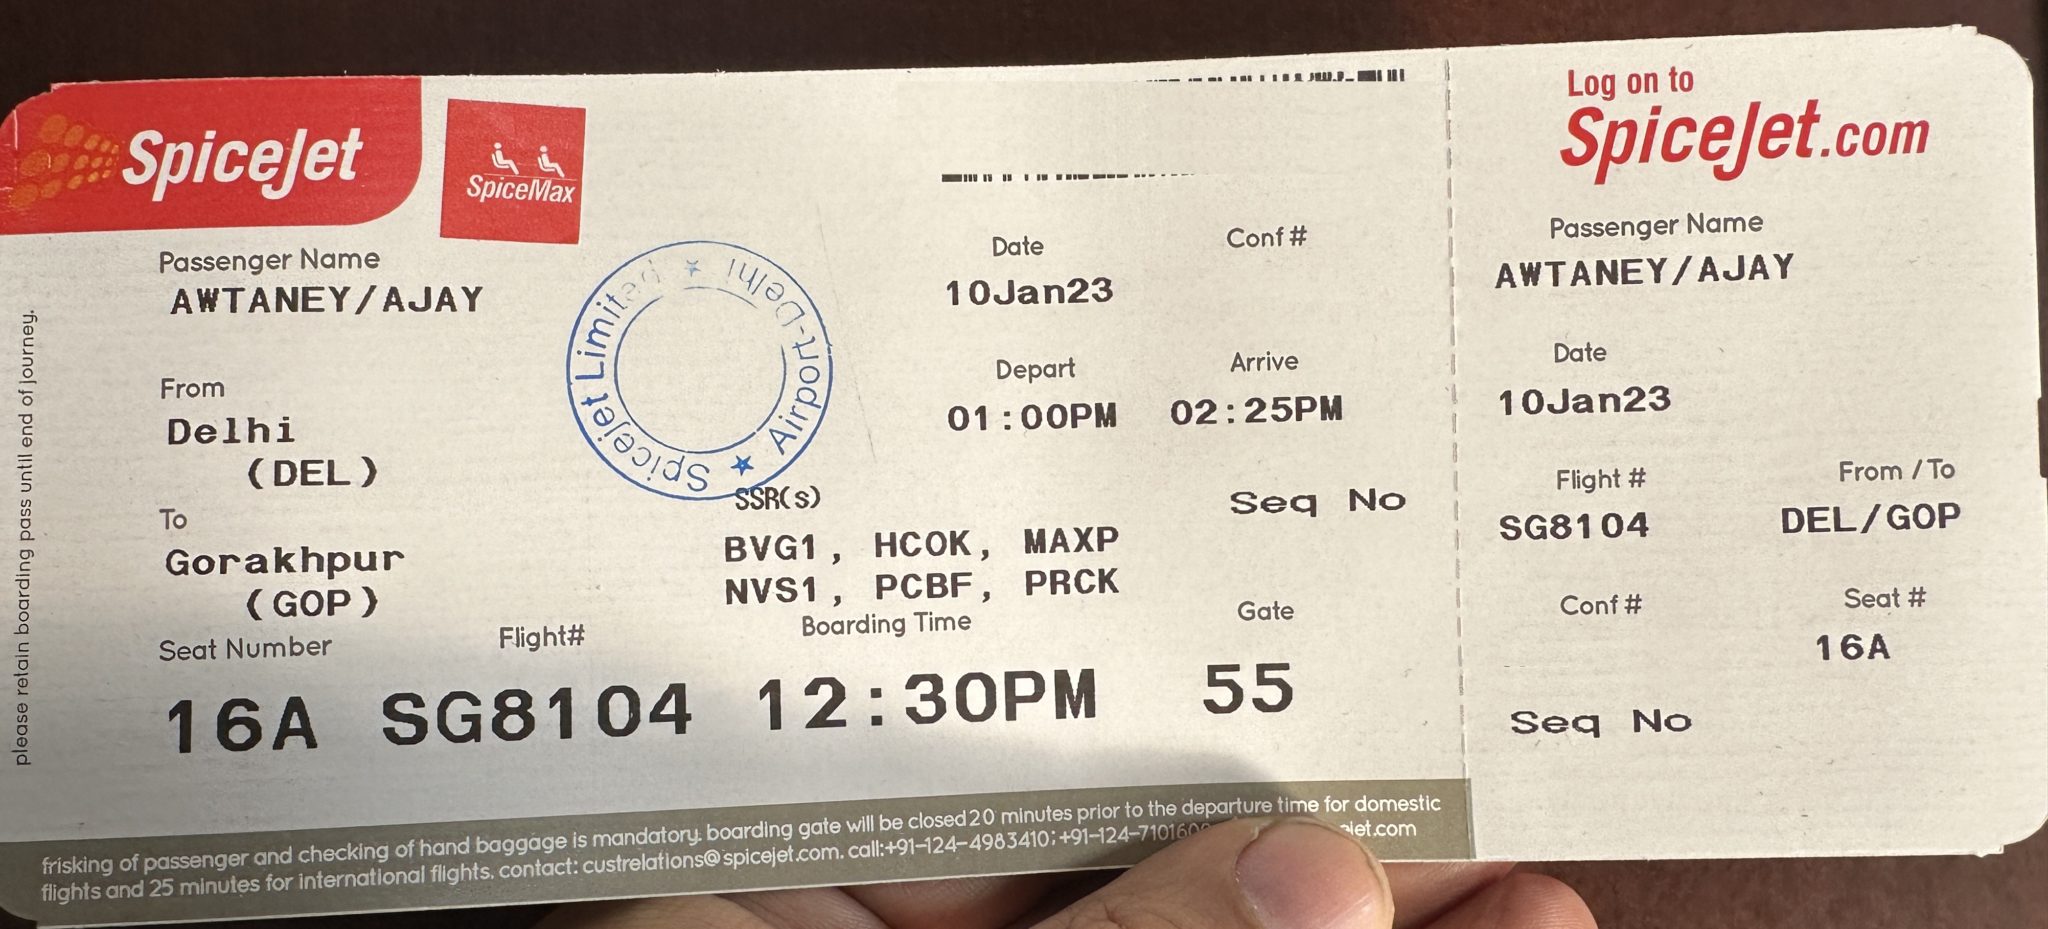 SpiceJet
SpiceMax
Passenger Name
AWTANEY/AJAY
From
Delhi
(DEL)
To
Gorakhpur
(GOP)
Seat Number
16A
Flight#
SG8104
Spicejet Limited ★ Airport-Delhi ★
Date
10Jan23
Conf #
Depart
01:00PM
Arrive
02:25PM
SSR(s)
BVG1, HCOK, MAXP
NVS1, PCBF, PRCK
Seq No
Boarding Time
12:30PM
Gate
55
please retain boarding pass until end of journey.
frisking of passenger and checking of hand baggage is mandatory. boarding gate will be closed 20 minutes prior to the departure time for domestic
flights and 25 minutes for international flights. contact: custrelations@spicejet.com. call:+91-124-4983410; jet.com
Log on to
SpiceJet.com
Passenger Name
AWTANEY/AJAY
Date
10Jan23
Flight #
SG8104
From / To
DEL/GOP
Conf #
Seat #
16A
Seq No